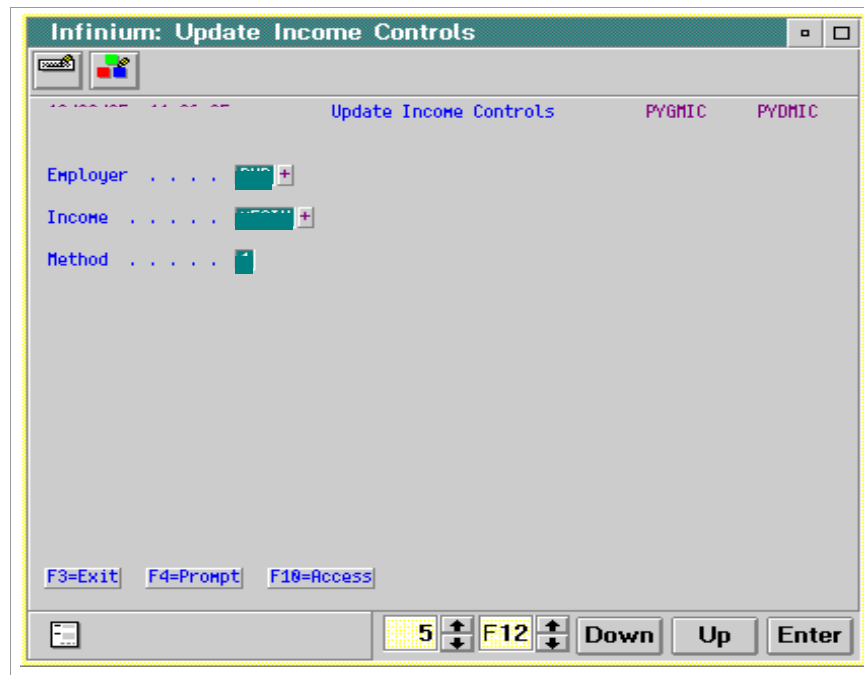 Infinium: Update Income Controls
Update Income Controls PYGMIC PYDMIC
Employer . . . . +
Income . . . . . +
Method . . . . .
F3=Exit F4=Prompt F10=Access
5 F12 Down Up Enter